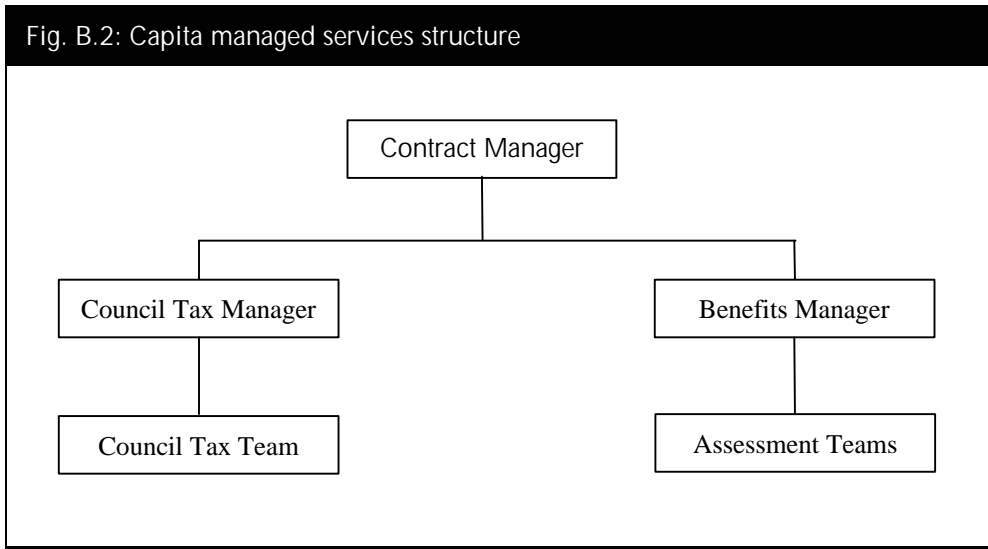 Fig. B.2: Capita managed services structure
Contract Manager
Council Tax Manager
Benefits Manager
Council Tax Team
Assessment Teams